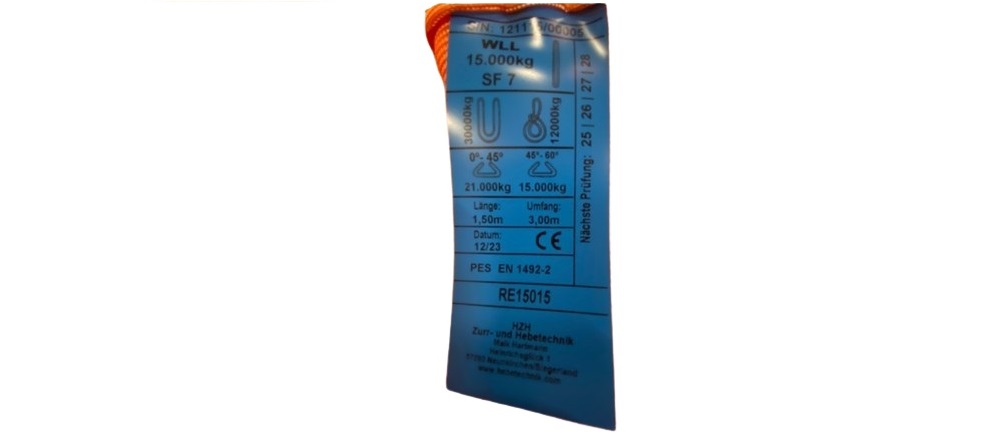 S/N:
WLL
15.000kg
SF 7
30000kg
12000kg
0°- 45°
45°- 60°
21.000kg
15.000kg
Länge:
Umfang:
1,50m
3,00m
Datum:
12/23
CE
PES EN 1492-2
RE15015
Nächste Prüfung: 25 | 26 | 27 | 28
HZH
Zurr- und Hebetechnik
Maik Hartmann
www.hebetechnik.com